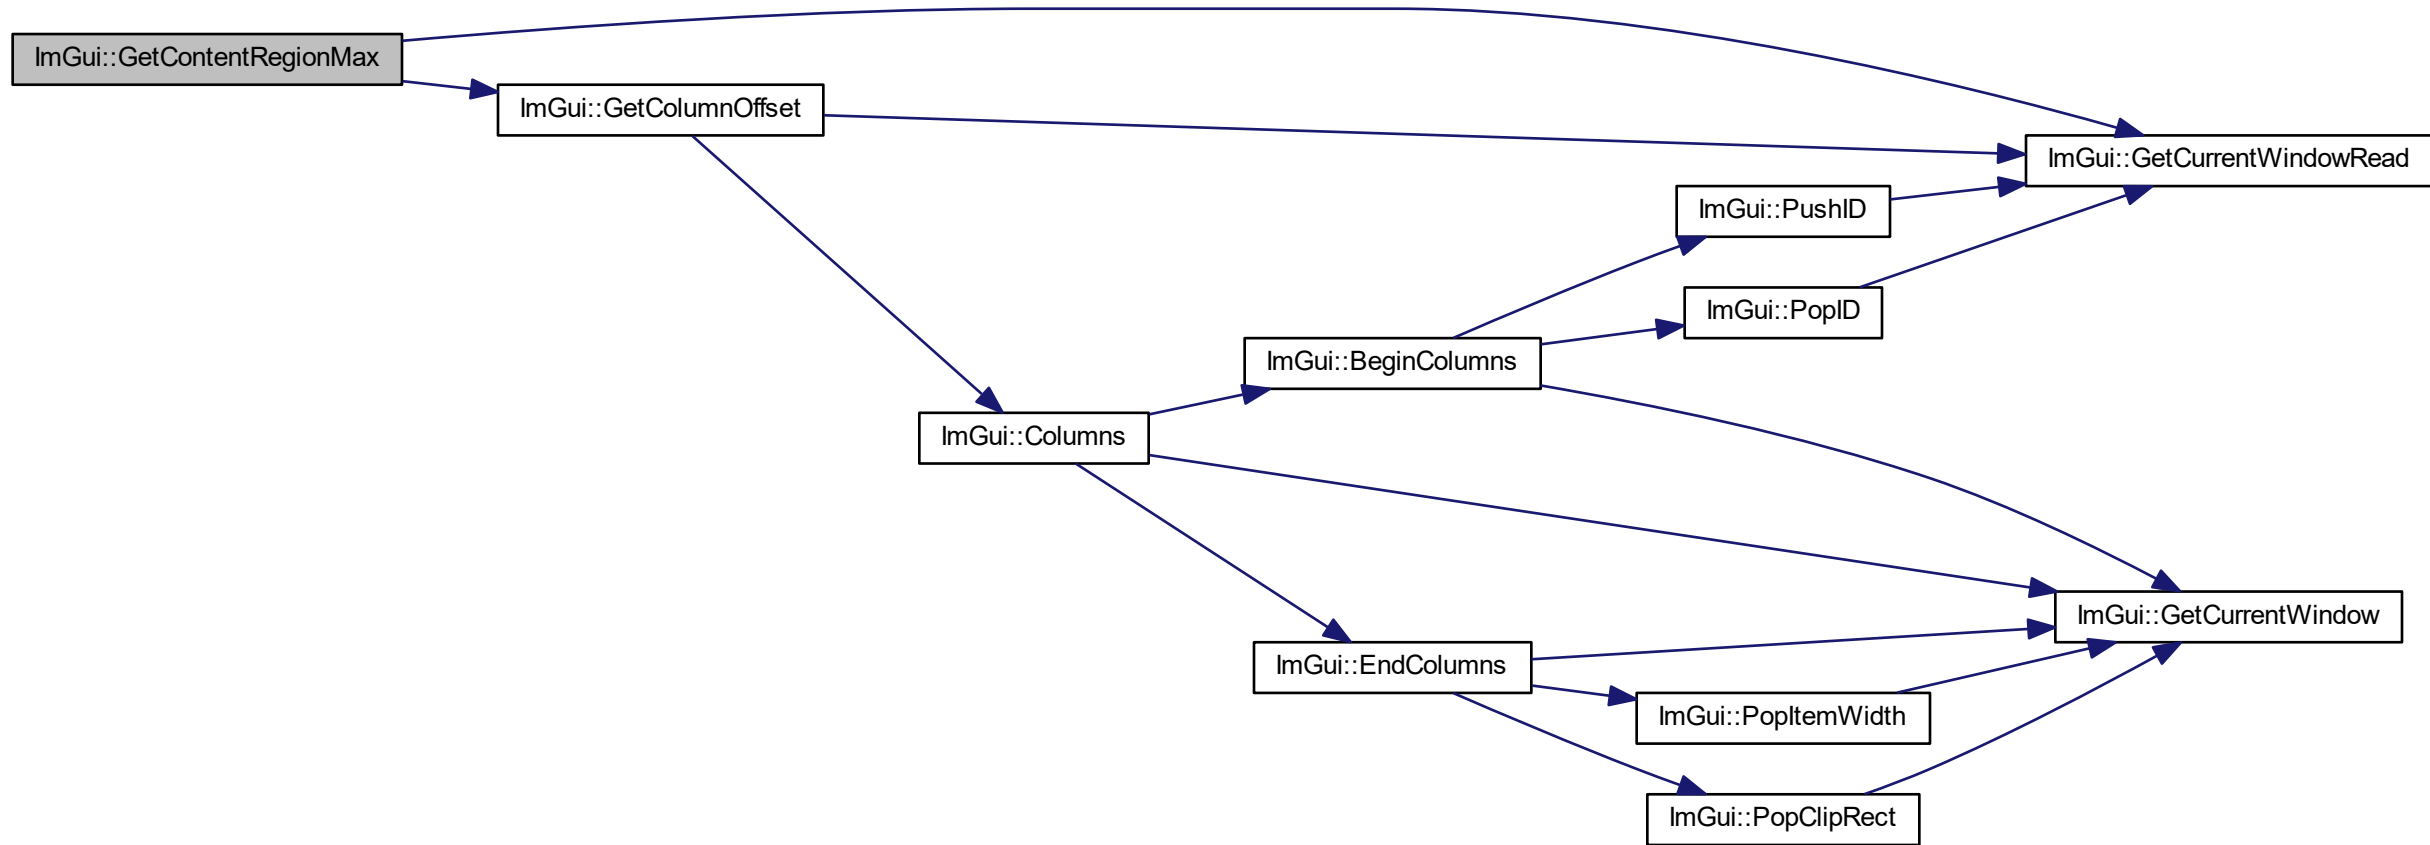 ImGui::GetContentRegionMax
ImGui::GetColumnOffset
ImGui::GetCurrentWindowRead
ImGui::PushID
ImGui::PopID
ImGui::BeginColumns
ImGui::Columns
ImGui::GetCurrentWindow
ImGui::EndColumns
ImGui::PopItemWidth
ImGui::PopClipRect